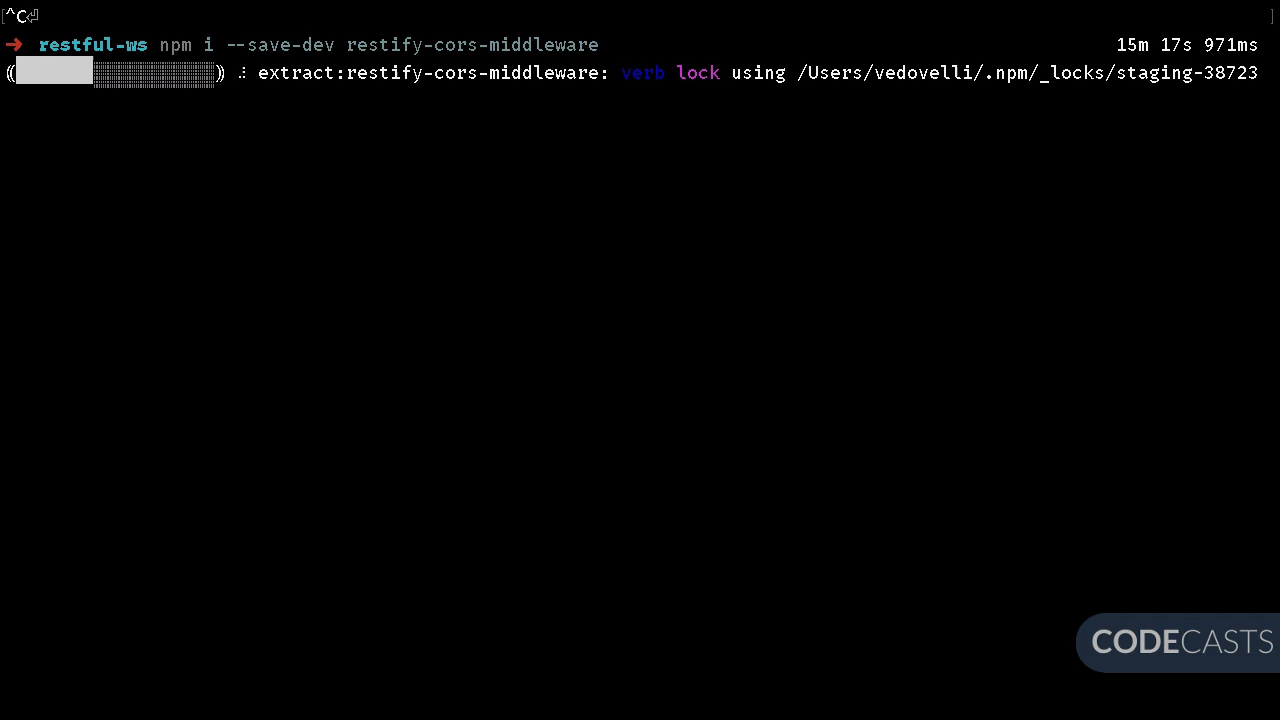 ^C⏎
➜ restful-ws npm i --save-dev restify-cors-middleware 15m 17s 971ms
(░░░░░░░░░) ⠼ extract:restify-cors-middleware: verb lock using /Users/vedovelli/.npm/_locks/staging-38723
CODECASTS